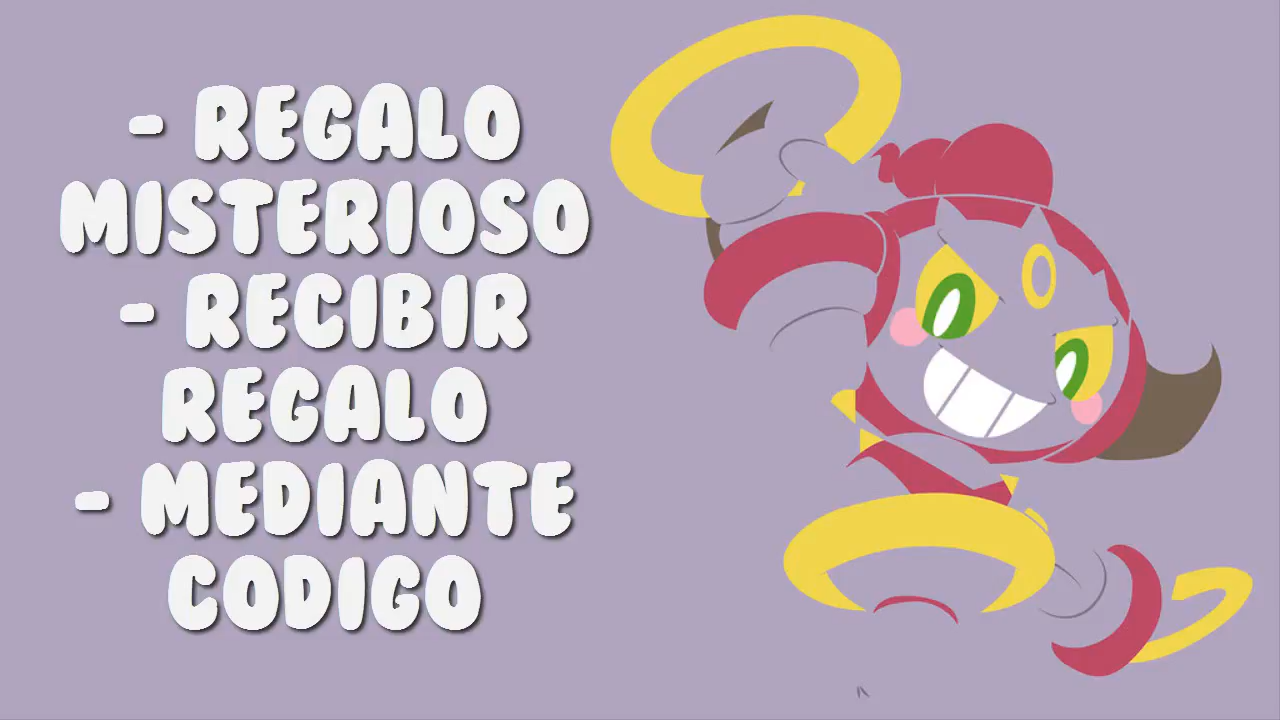 - REGALO
MISTERIOSO
- RECIBIR
REGALO
- MEDIANTE
CODIGO